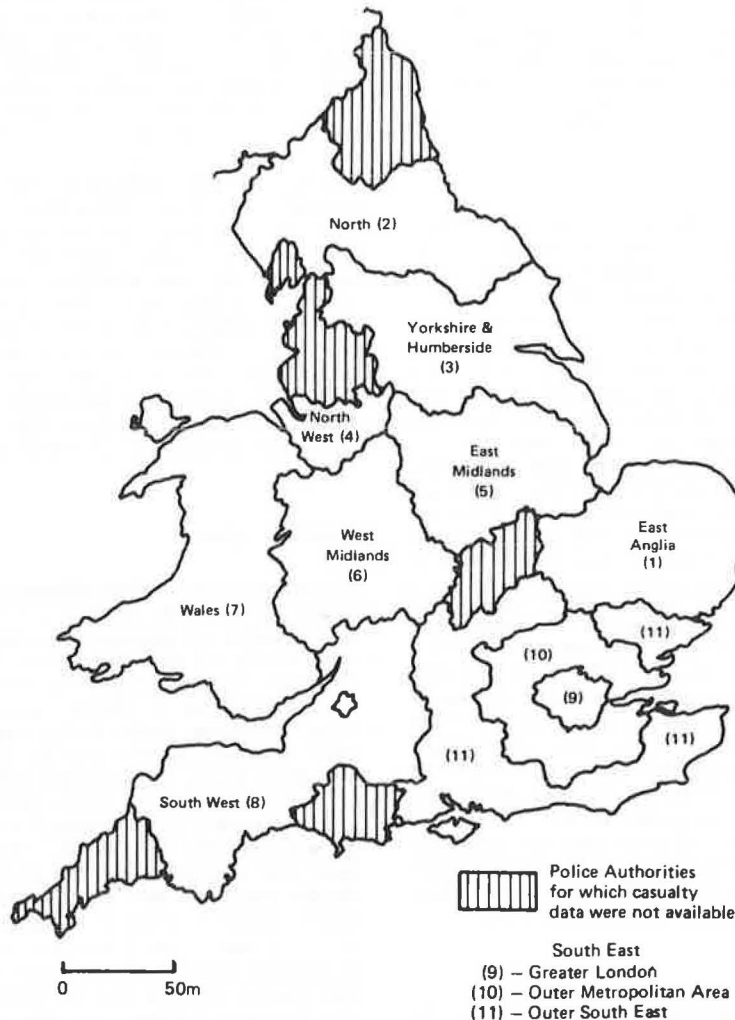 North (2)
Yorkshire &
Humberside
(3)
North
West (4)
East
Midlands
(5)
West
Midlands
(6)
East
Anglia
(1)
Wales (7)
(11)
(10)
(9)
(11)
(11)
South West (8)
Police Authorities
for which casualty
data were not available
0 50m
South East
(9) – Greater London
(10) – Outer Metropolitan Area
(11) – Outer South East